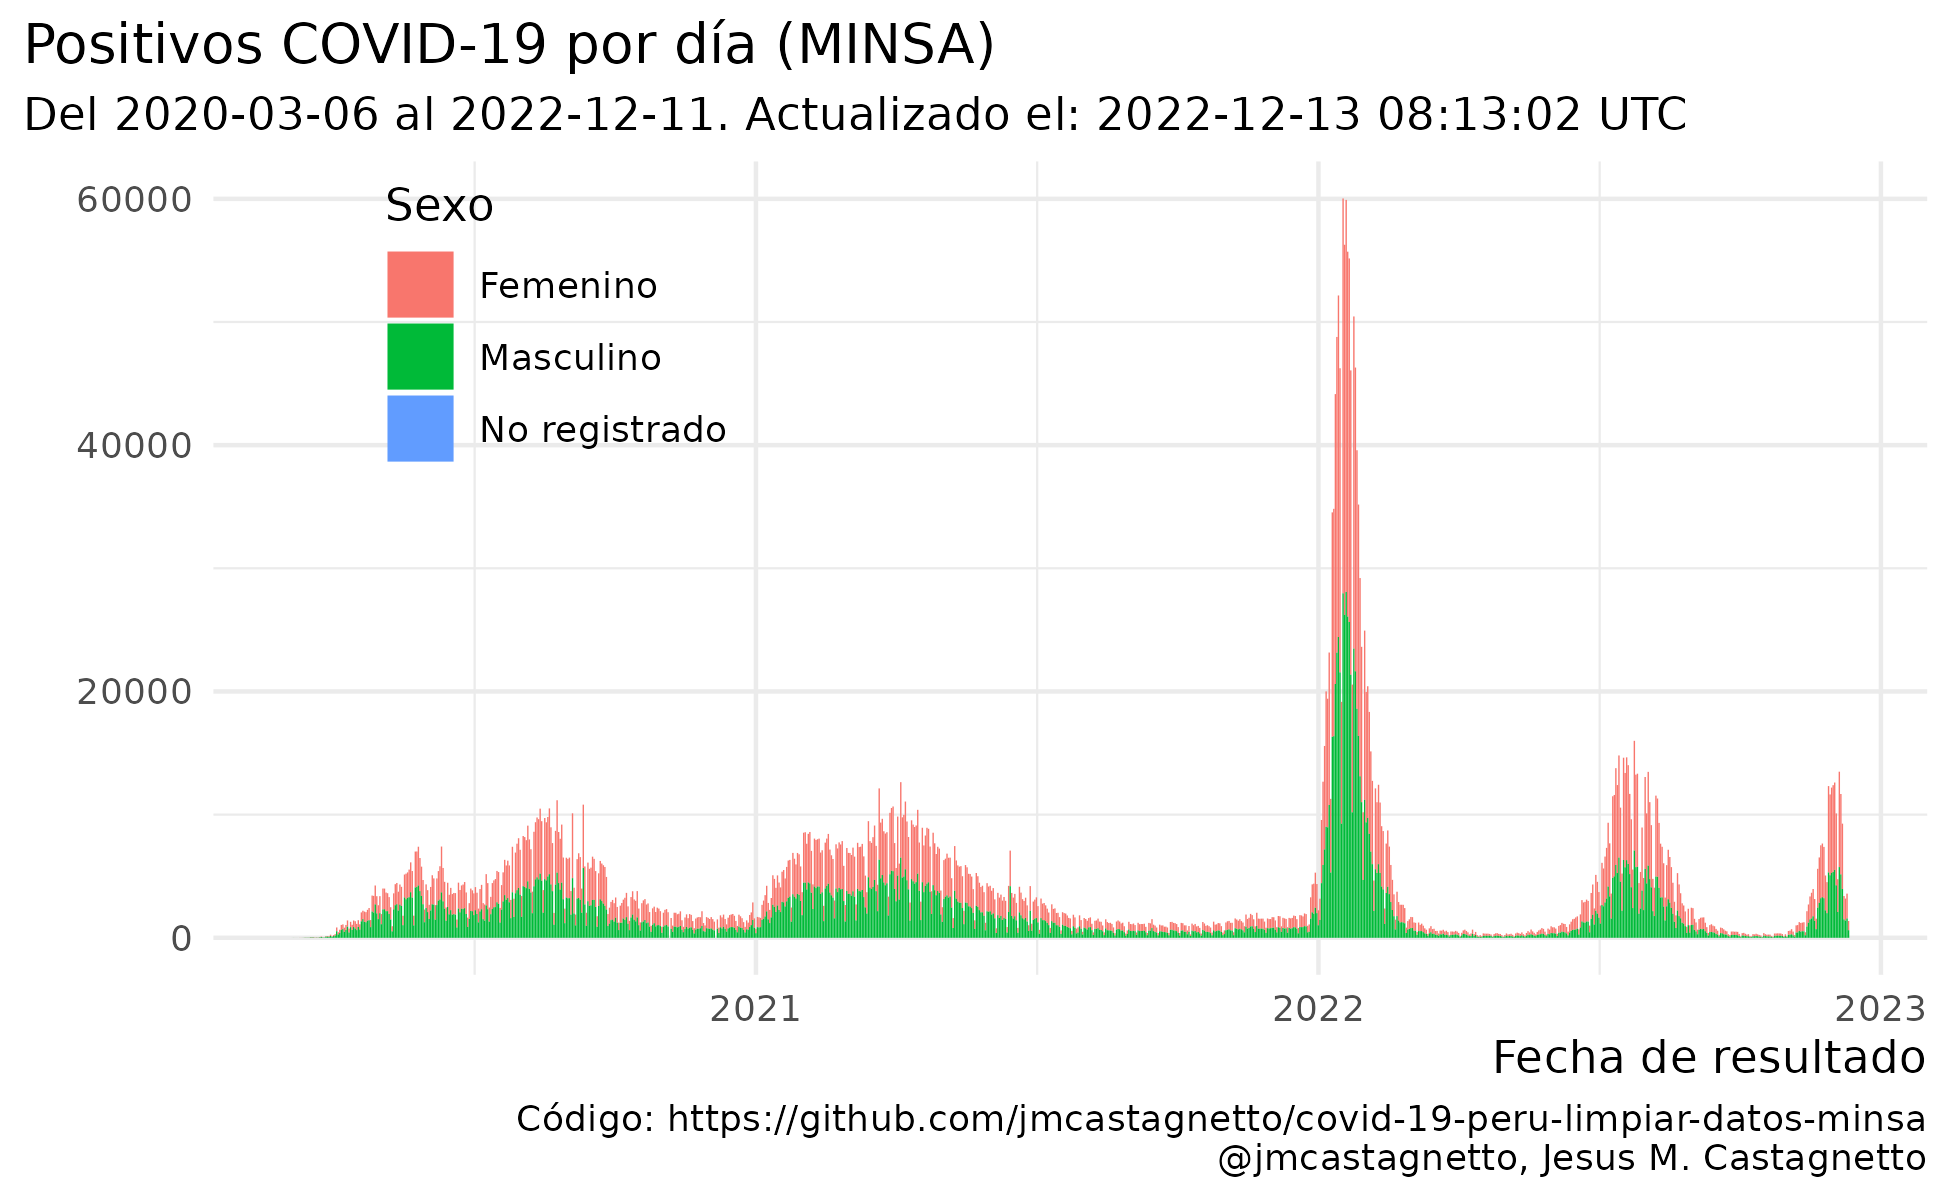 Positivos COVID-19 por día (MINSA)
Del 2020-03-06 al 2022-12-11. Actualizado el: 2022-12-13 08:13:02 UTC
60000
40000
20000
0
Sexo
Femenino
Masculino
No registrado
2021
2022
2023
Fecha de resultado
Código: https://github.com/jmcastagnetto/covid-19-peru-limpiar-datos-minsa
@jmcastagnetto, Jesus M. Castagnetto